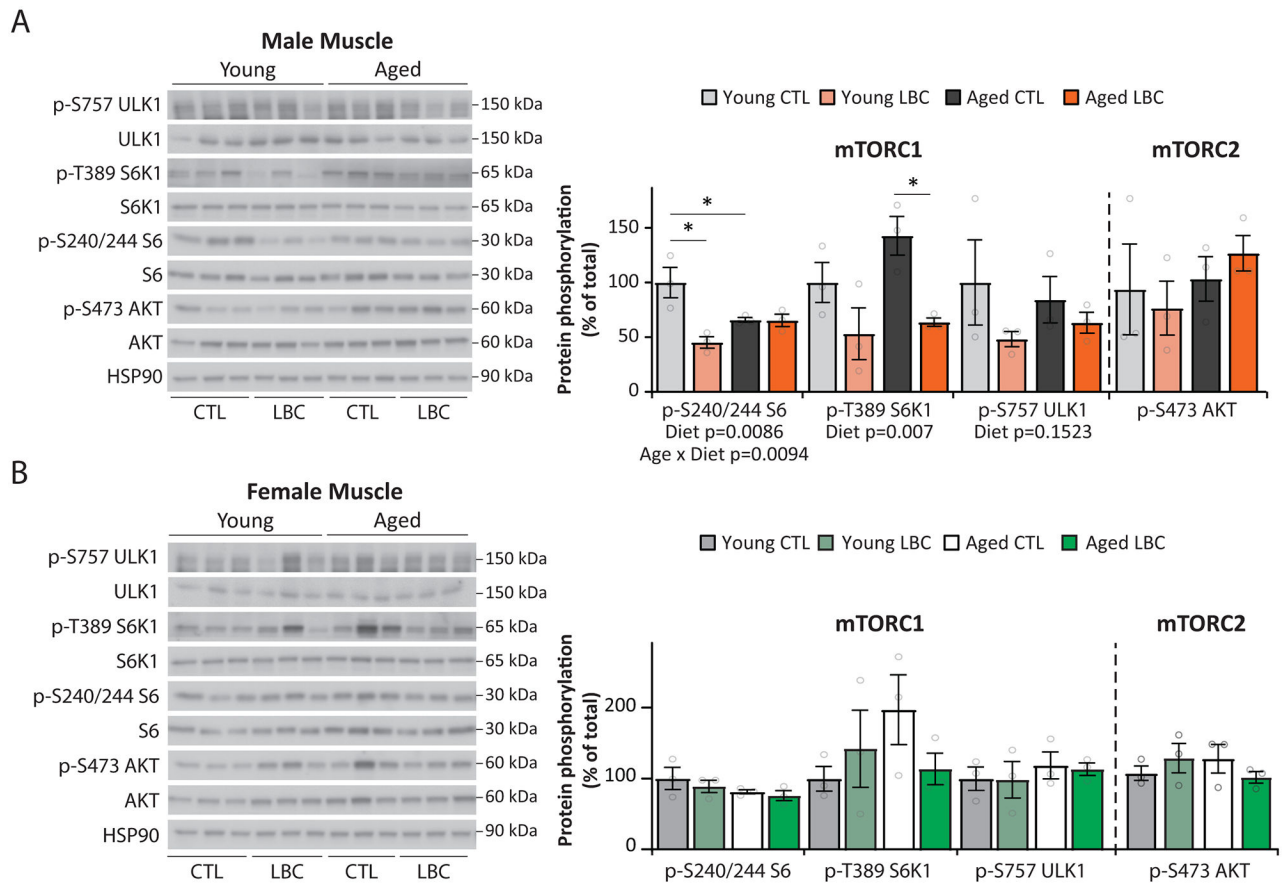 A
Male Muscle
Young Aged
p-S757 ULK1 150 kDa
ULK1 150 kDa
p-T389 S6K1 65 kDa
S6K1 65 kDa
p-S240/244 S6 30 kDa
S6 30 kDa
p-S473 AKT 60 kDa
AKT 60 kDa
HSP90 90 kDa
CTL LBC CTL LBC
Young CTL Young LBC Aged CTL Aged LBC
mTORC1 mTORC2
Protein phosphorylation
(% of total)
150
100
50
0
* * *
p-S240/244 S6 p-T389 S6K1 p-S757 ULK1 p-S473 AKT
Diet p=0.0086 Diet p=0.007 Diet p=0.1523
Age x Diet p=0.0094
B
Female Muscle
Young Aged
p-S757 ULK1 150 kDa
ULK1 150 kDa
p-T389 S6K1 65 kDa
S6K1 65 kDa
p-S240/244 S6 30 kDa
S6 30 kDa
p-S473 AKT 60 kDa
AKT 60 kDa
HSP90 90 kDa
CTL LBC CTL LBC
Young CTL Young LBC Aged CTL Aged LBC
mTORC1 mTORC2
Protein phosphorylation
(% of total)
200
100
0
p-S240/244 S6 p-T389 S6K1 p-S757 ULK1 p-S473 AKT